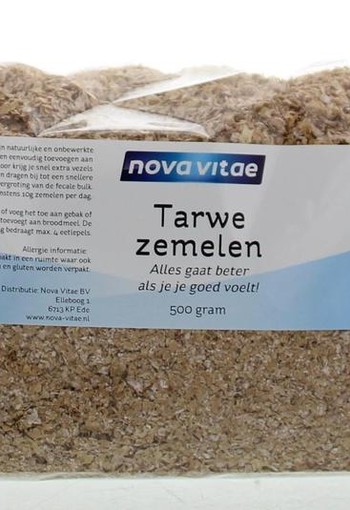 jn natuurlijke en onbewerkte
en eenvoudig toevoegen aan
oor krijg je snel extra vezels
en dragen bij tot een snellere
vergroting van de fecale bulk.
nstens 10g zemelen per dag.
of voeg het toe aan gebak of
toevoegt aan broodmeel. De
g bedraagt max. 4 eetlepels.
Allergie informatie:
akt in een ruimte waar ook
en gluten worden verpakt.
Distributie: Nova Vitae BV
Elleboog 1
6713 KP Ede
www.nova-vitae.nl
nova vitae
Tarwe
zemelen
Alles gaat beter
als je je goed voelt!
500 gram